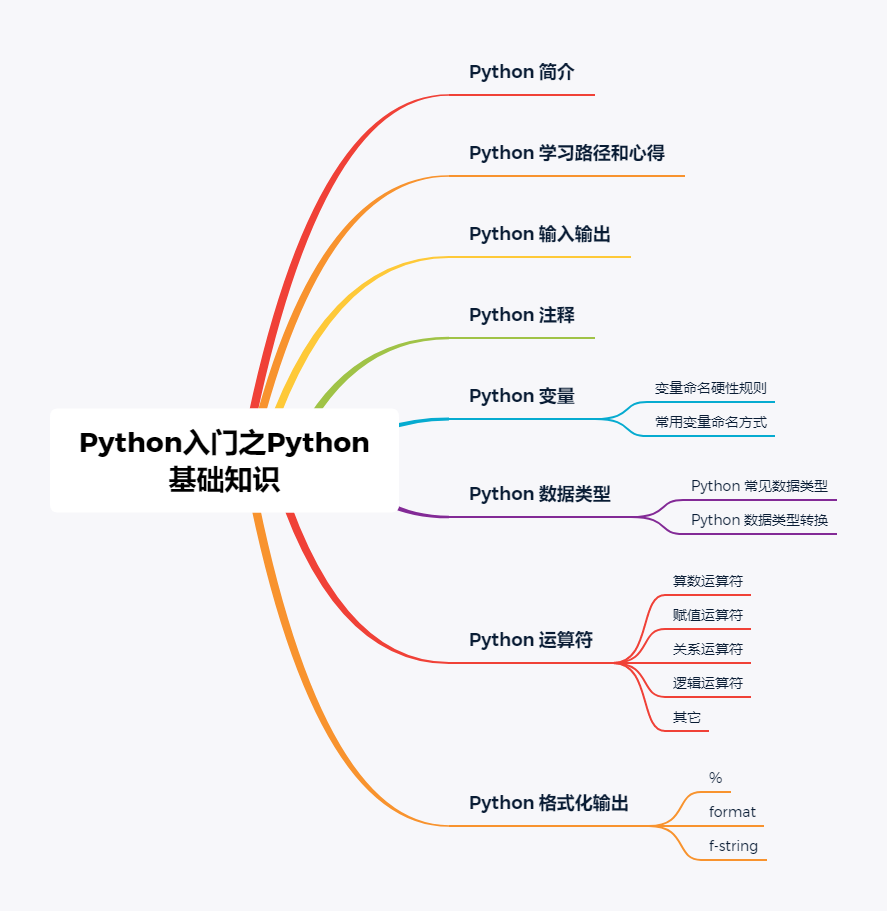 Python入门之Python
基础知识
Python 简介
Python 学习路径和心得
Python 输入输出
Python 注释
Python 变量
变量命名硬性规则
常用变量命名方式
Python 数据类型
Python 常见数据类型
Python 数据类型转换
Python 运算符
算数运算符
赋值运算符
关系运算符
逻辑运算符
其它
Python 格式化输出
%
format
f-string